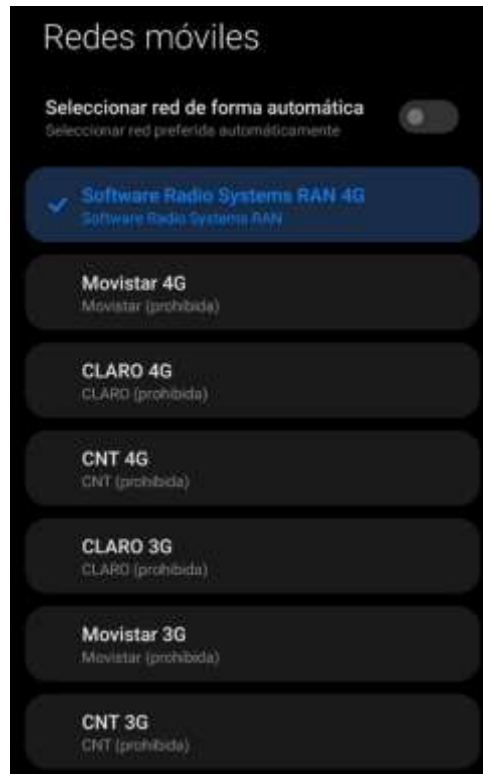 Redes móviles
Seleccionar red de forma automática
Seleccionar red preferida automáticamente
Software Radio Systems RAN 4G
Software Radio Systems RAN
Movistar 4G
Movistar (prohibida)
CLARO 4G
CLARO (prohibida)
CNT 4G
CNT (prohibida)
CLARO 3G
CLARO (prohibida)
Movistar 3G
Movistar (prohibida)
CNT 3G
CNT (prohibida)